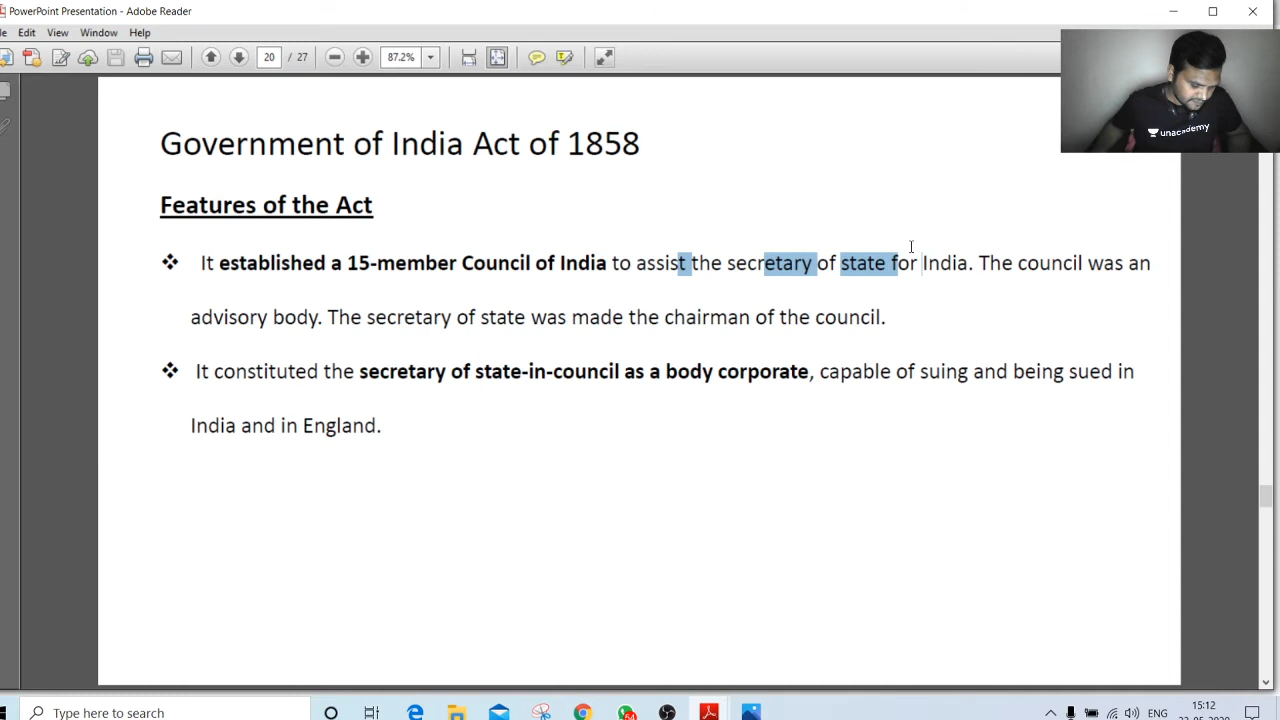 PowerPoint Presentation - Adobe Reader
Edit View Window Help
20 / 27 87.2%
unacademy
Government of India Act of 1858
Features of the Act
❖ It established a 15-member Council of India to assist the secretary of state for India. The council was an
advisory body. The secretary of state was made the chairman of the council.
❖ It constituted the secretary of state-in-council as a body corporate, capable of suing and being sued in
India and in England.
Type here to search
54
ENG
15:12